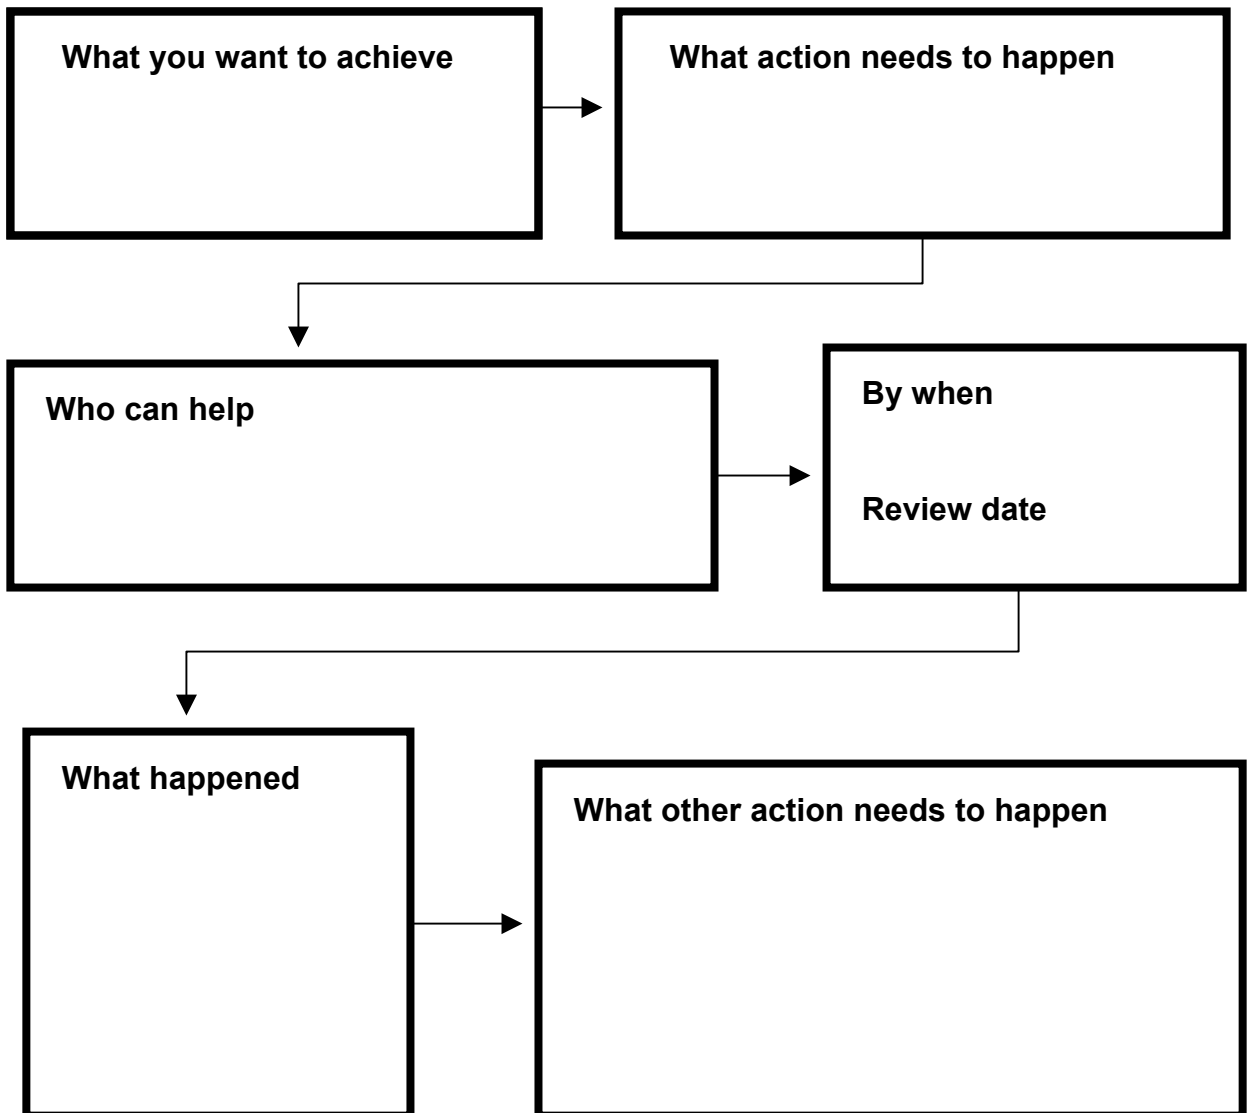 What you want to achieve
What action needs to happen
Who can help
By when
Review date
What happened
What other action needs to happen